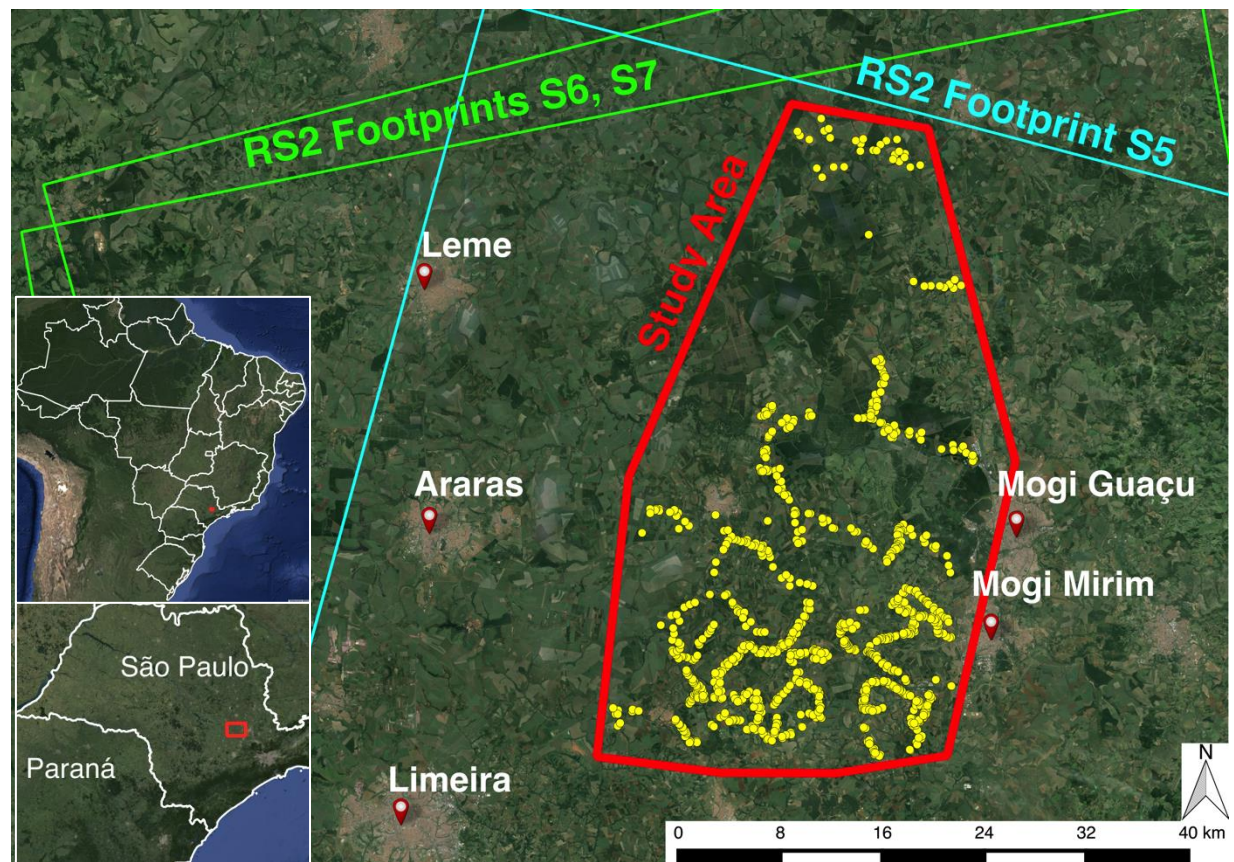 RS2 Footprints S6, S7
RS2 Footprint S5
Study Area
Leme
Araras
Mogi Guaçu
Mogi Mirim
São Paulo
Paraná
Limeira
N
0 8 16 24 32 40 km